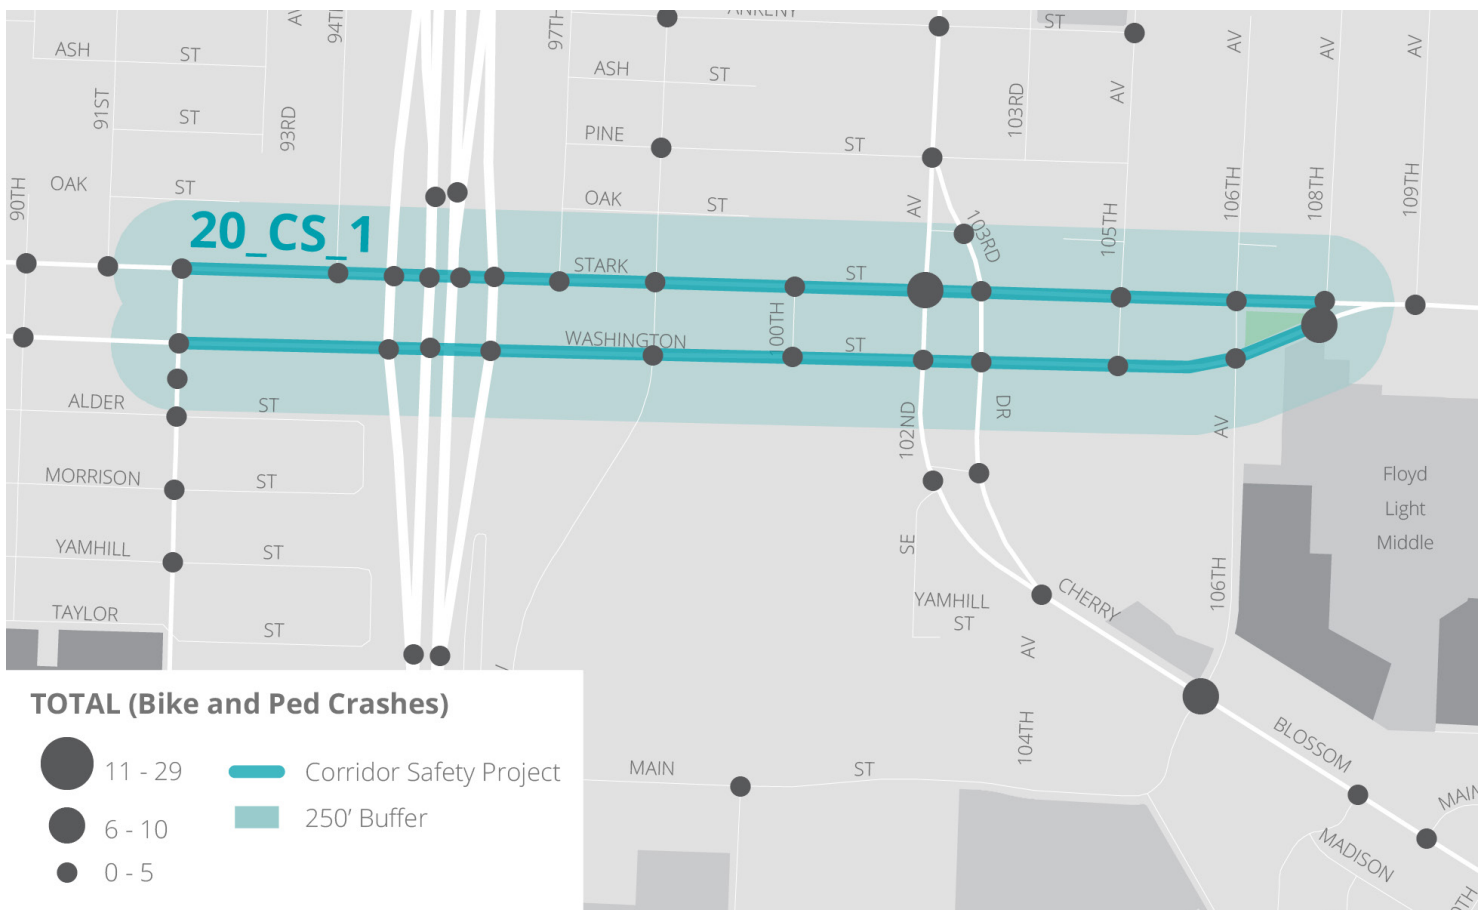 ANKENY
ST
AV
94TH
97TH
AV
AV
AV
ASH
ST
ASH
ST
91ST
ST
93RD
103RD
AV
PINE
ST
OAK
ST
90TH
OAK
ST
AV
103RD
105TH
106TH
108TH
109TH
20_CS_1
STARK
ST
WASHINGTON
100TH
ST
ALDER
ST
102ND
DR
AV
MORRISON
ST
Floyd
Light
Middle
YAMHILL
ST
SE
YAMHILL
ST
CHERRY
106TH
TAYLOR
ST
AV
104TH
BLOSSOM
MAIN
ST
MAIN
MADISON
TOTAL (Bike and Ped Crashes)
11 - 29
6 - 10
0 - 5
Corridor Safety Project
250’ Buffer